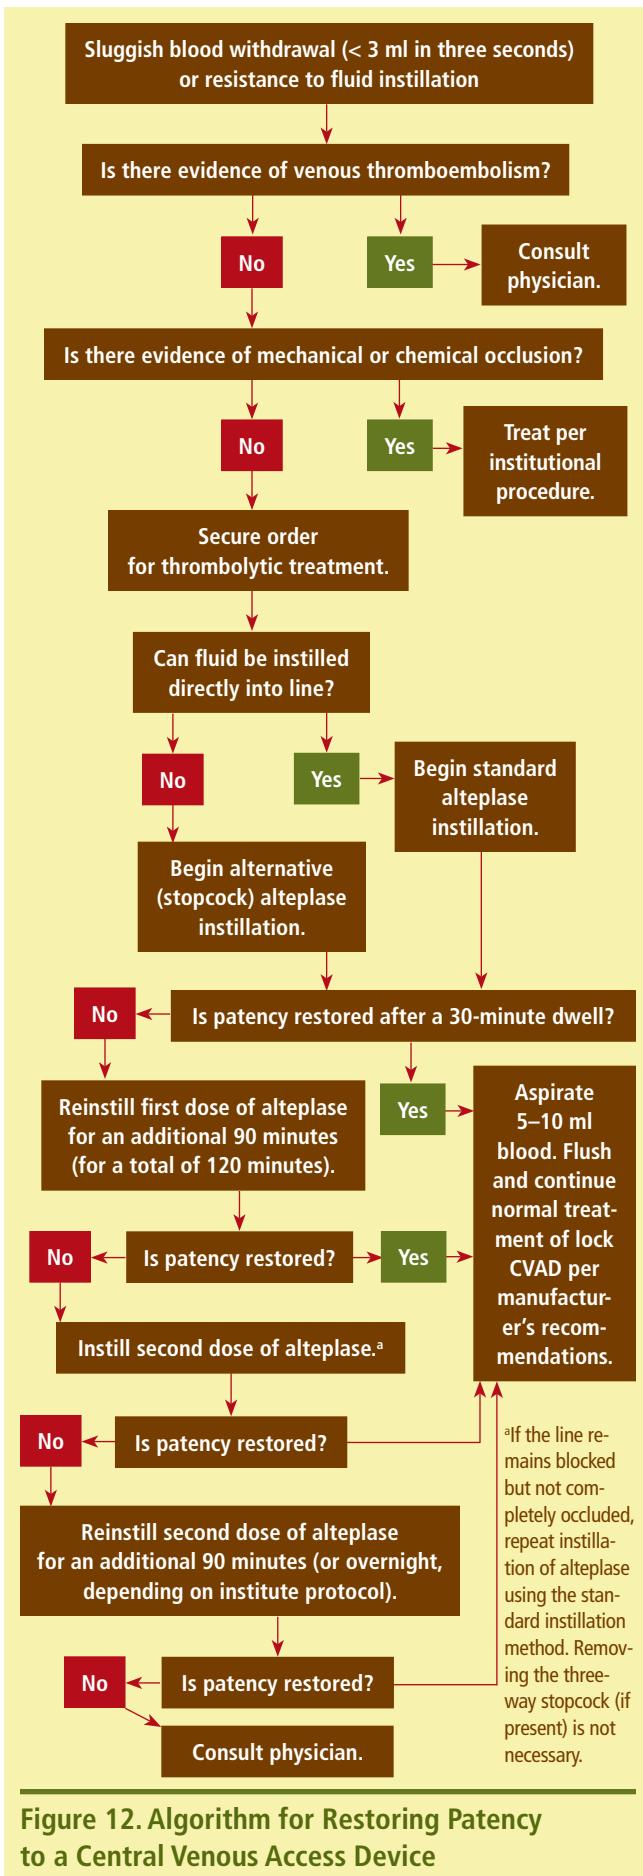 Sluggish blood withdrawal (< 3 ml in three seconds)
or resistance to fluid instillation
Is there evidence of venous thromboembolism?
No
Yes
Consult
physician.
Is there evidence of mechanical or chemical occlusion?
No
Yes
Treat per
institutional
procedure.
Secure order
for thrombolytic treatment.
Can fluid be instilled
directly into line?
No
Yes
Begin standard
alteplase
instillation.
Begin alternative
(stopcock) alteplase
instillation.
Is patency restored after a 30-minute dwell?
No
Yes
Aspirate
5–10 ml
blood. Flush
and continue
normal treat-
ment of lock
CVAD per
manufactur-
er's recom-
mendations.
Reinstill first dose of alteplase
for an additional 90 minutes
(for a total of 120 minutes).
Is patency restored?
No
Yes
Instill second dose of alteplase.ᵃ
Is patency restored?
No
ᵃIf the line re-
mains blocked
but not com-
pletely occluded,
repeat instilla-
tion of alteplase
using the stan-
dard instillation
method. Remov-
ing the three-
way stopcock (if
present) is not
necessary.
Reinstill second dose of alteplase
for an additional 90 minutes (or overnight,
depending on institute protocol).
Is patency restored?
No
Consult physician.
Figure 12. Algorithm for Restoring Patency
to a Central Venous Access Device